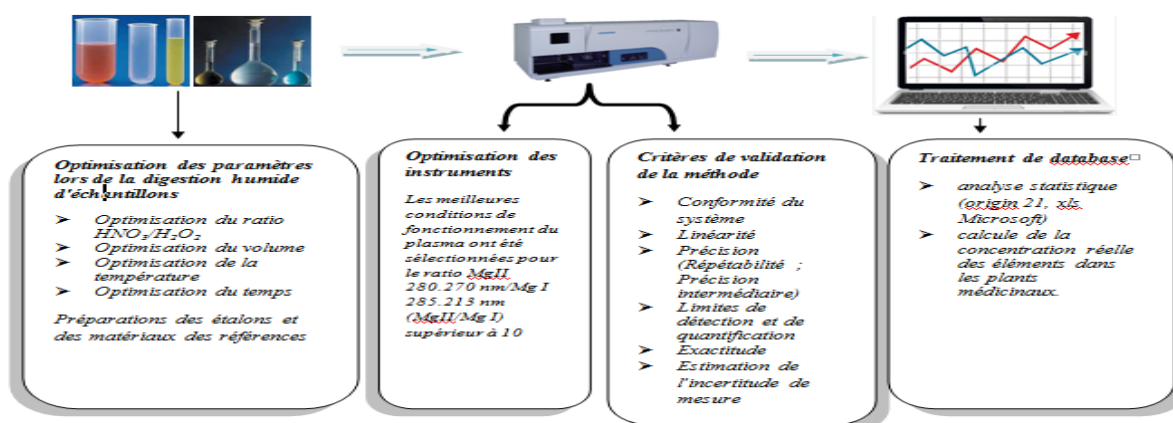 Optimisation des paramètres
lors de la digestion humide
d'échantillons
➤ Optimisation du ratio
HNO₃/H₂O₂
➤ Optimisation du volume
➤ Optimisation de la
température
➤ Optimisation du temps
Préparations des étalons et
des matériaux des références
Optimisation des
instruments
Les meilleures
conditions de
fonctionnement du
plasma ont été
sélectionnées pour
le ratio MgII
280.270 nm/Mg I
285.213 nm
(MgII/Mg I)
supérieur à 10
Critères de validation
de la méthode
➤ Conformité du
système
➤ Linéarité
➤ Précision
(Répétabilité ;
Précision
intermédiaire)
➤ Limites de
détection et de
quantification
➤ Exactitude
➤ Estimation de
l'incertitude de
mesure
Traitement de database
➤ analyse statistique
(origin 21, xls
Microsoft)
➤ calcule de la
concentration réelle
des éléments dans
les plants
médicinaux.